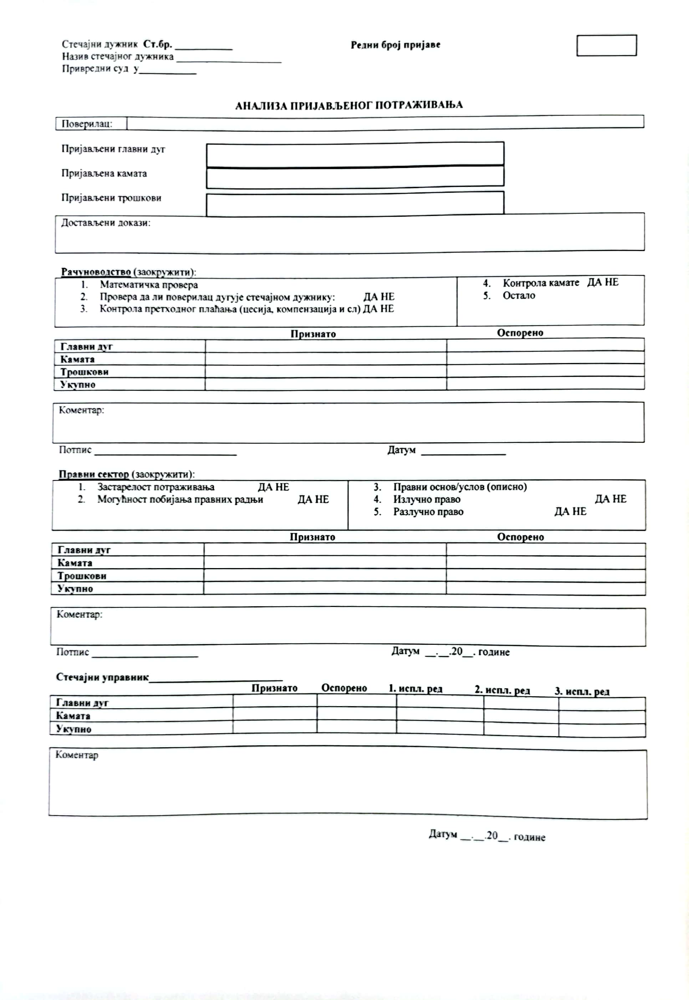 Стечајни дужник Ст.бр. __________ Редни број пријаве
Назив стечајног дужника __________________
Привредни суд у__________
АНАЛИЗА ПРИЈАВЉЕНОГ ПОТРАЖИВАЊА
Поверилац:
Пријављени главни дуг
Пријављена камата
Пријављени трошкови
Достављени докази:
Рачуноводство (заокружити):
1. Математичка провера
2. Провера да ли поверилац дугује стечајном дужнику: ДА НЕ
3. Контрола претходног плаћања (цесија, компензација и сл) ДА НЕ
4. Контрола камате ДА НЕ
5. Остало
Признато Оспорено
Главни дуг
Камата
Трошкови
Укупно
Коментар:
Потпис _________________________ Датум _______________
Правни сектор (заокружити):
1. Застарелост потраживања ДА НЕ
2. Могућност побијања правних радњи ДА НЕ
3. Правни основ/услов (описно)
4. Излучно право ДА НЕ
5. Разлучно право ДА НЕ
Признато Оспорено
Главни дуг
Камата
Трошкови
Укупно
Коментар:
Потпис ___________________ Датум __.__.20__. године
Стечајни управник_______________________
Признато Оспорено 1. испл. ред 2. испл. ред 3. испл. ред
Главни дуг
Камата
Укупно
Коментар
Датум __.__.20__. године